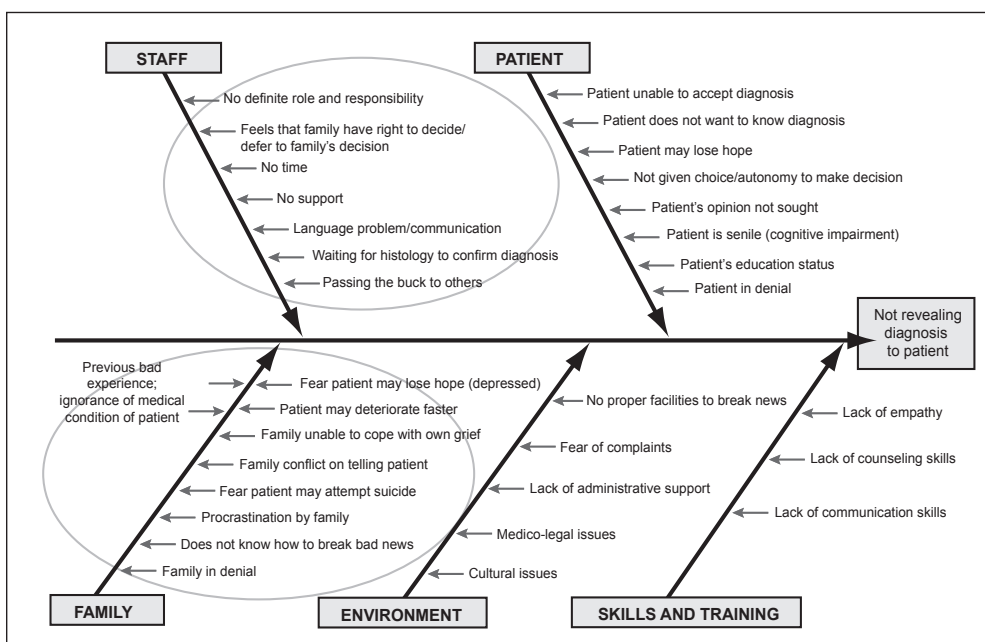 STAFF
No definite role and responsibility
Feels that family have right to decide/
defer to family's decision
No time
No support
Language problem/communication
Waiting for histology to confirm diagnosis
Passing the buck to others
PATIENT
Patient unable to accept diagnosis
Patient does not want to know diagnosis
Patient may lose hope
Not given choice/autonomy to make decision
Patient's opinion not sought
Patient is senile (cognitive impairment)
Patient's education status
Patient in denial
Not revealing
diagnosis
to patient
Previous bad
experience;
ignorance of medical
condition of patient
Fear patient may lose hope (depressed)
Patient may deteriorate faster
Family unable to cope with own grief
Family conflict on telling patient
Fear patient may attempt suicide
Procrastination by family
Does not know how to break bad news
Family in denial
FAMILY
No proper facilities to break news
Fear of complaints
Lack of administrative support
Medico-legal issues
Cultural issues
ENVIRONMENT
Lack of empathy
Lack of counseling skills
Lack of communication skills
SKILLS AND TRAINING